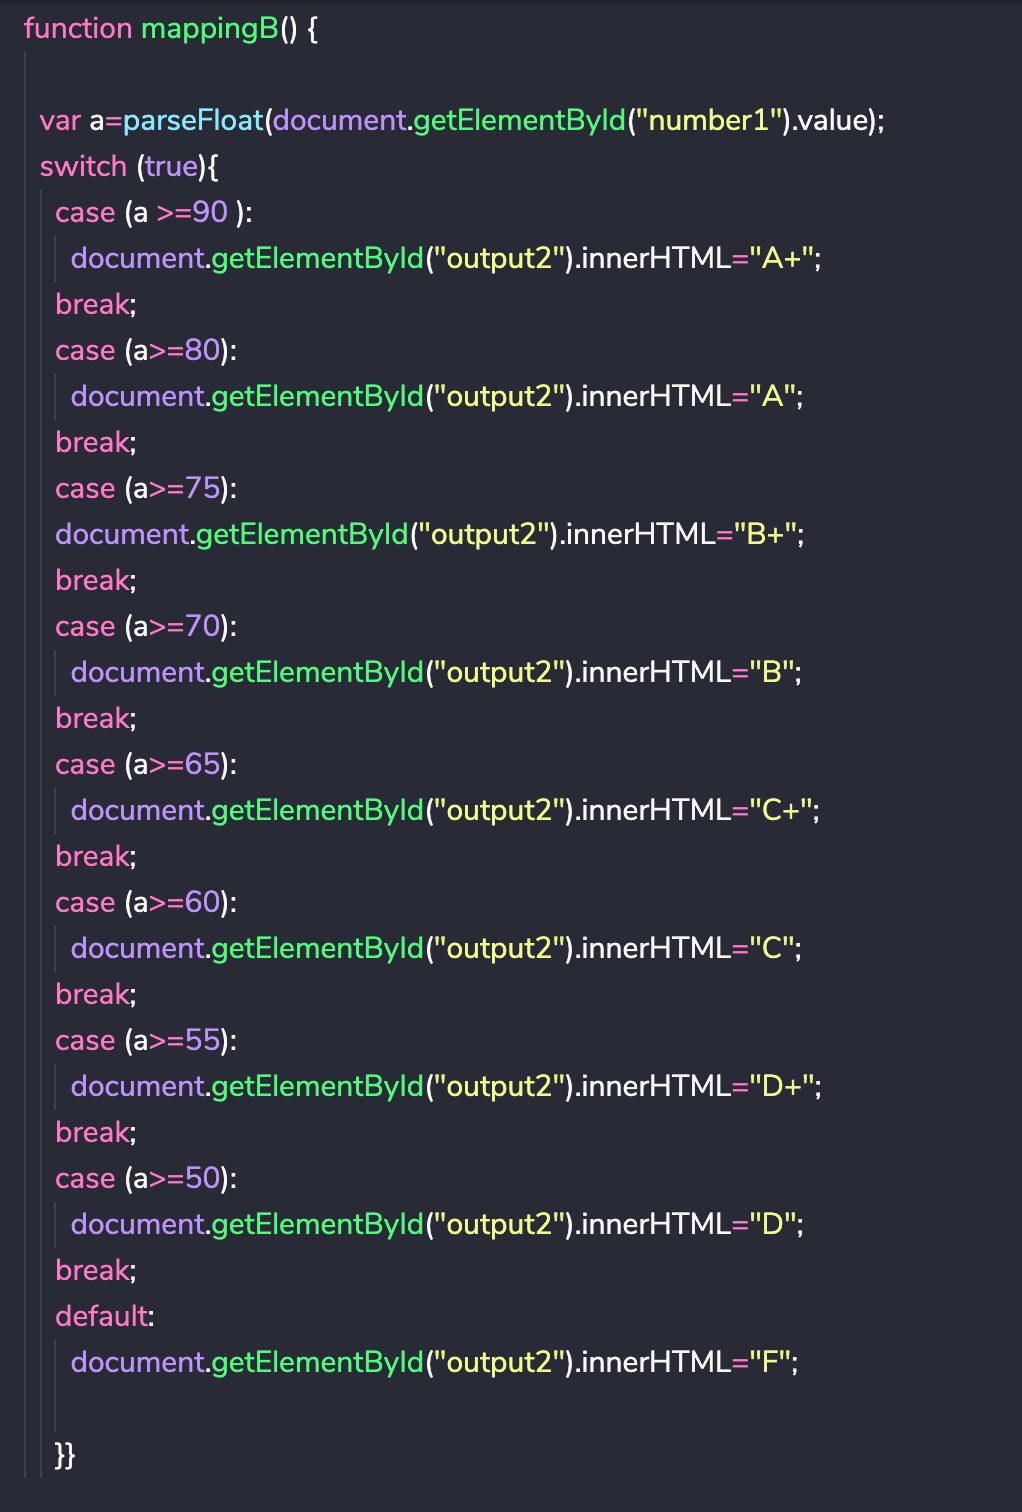 function mappingB() {
var a=parseFloat(document.getElementById("number1").value);
switch (true){
case (a >=90 ):
document.getElementById("output2").innerHTML="A+";
break;
case (a>=80):
document.getElementById("output2").innerHTML="A";
break;
case (a>=75):
document.getElementById("output2").innerHTML="B+";
break;
case (a>=70):
document.getElementById("output2").innerHTML="B";
break;
case (a>=65):
document.getElementById("output2").innerHTML="C+";
break;
case (a>=60):
document.getElementById("output2").innerHTML="C";
break;
case (a>=55):
document.getElementById("output2").innerHTML="D+";
break;
case (a>=50):
document.getElementById("output2").innerHTML="D";
break;
default:
document.getElementById("output2").innerHTML="F";
}}